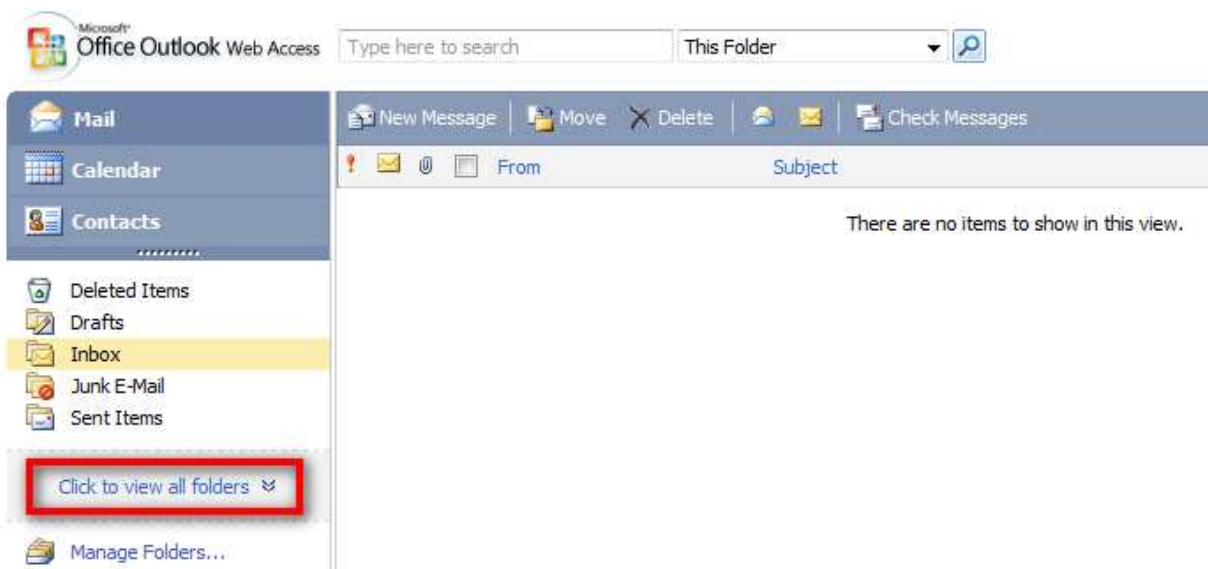 Microsoft®
Office Outlook Web Access
Type here to search
This Folder
Mail
Calendar
Contacts
New Message
Move
Delete
Check Messages
From
Subject
There are no items to show in this view.
Deleted Items
Drafts
Inbox
Junk E-Mail
Sent Items
Click to view all folders
Manage Folders...